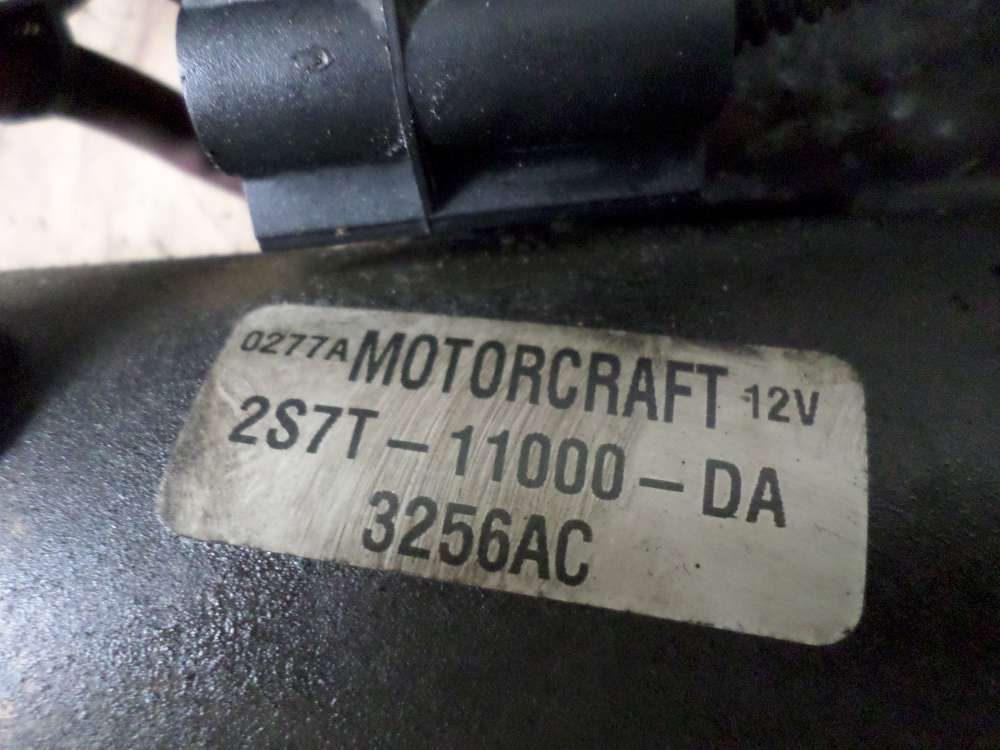 0277A MOTORCRAFT 12V
2S7T-11000-DA
3256AC